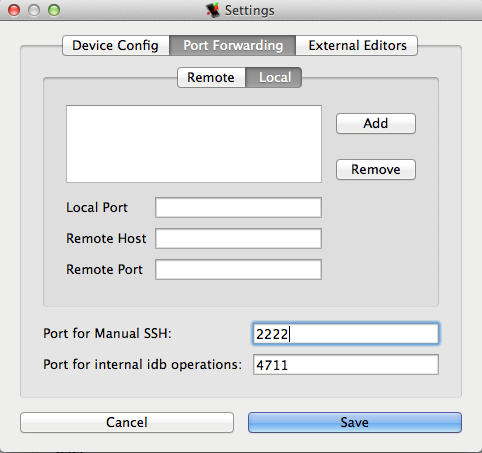 Settings
Device Config Port Forwarding External Editors
Remote Local
Add
Remove
Local Port
Remote Host
Remote Port
Port for Manual SSH: 2222
Port for internal idb operations: 4711
Cancel Save